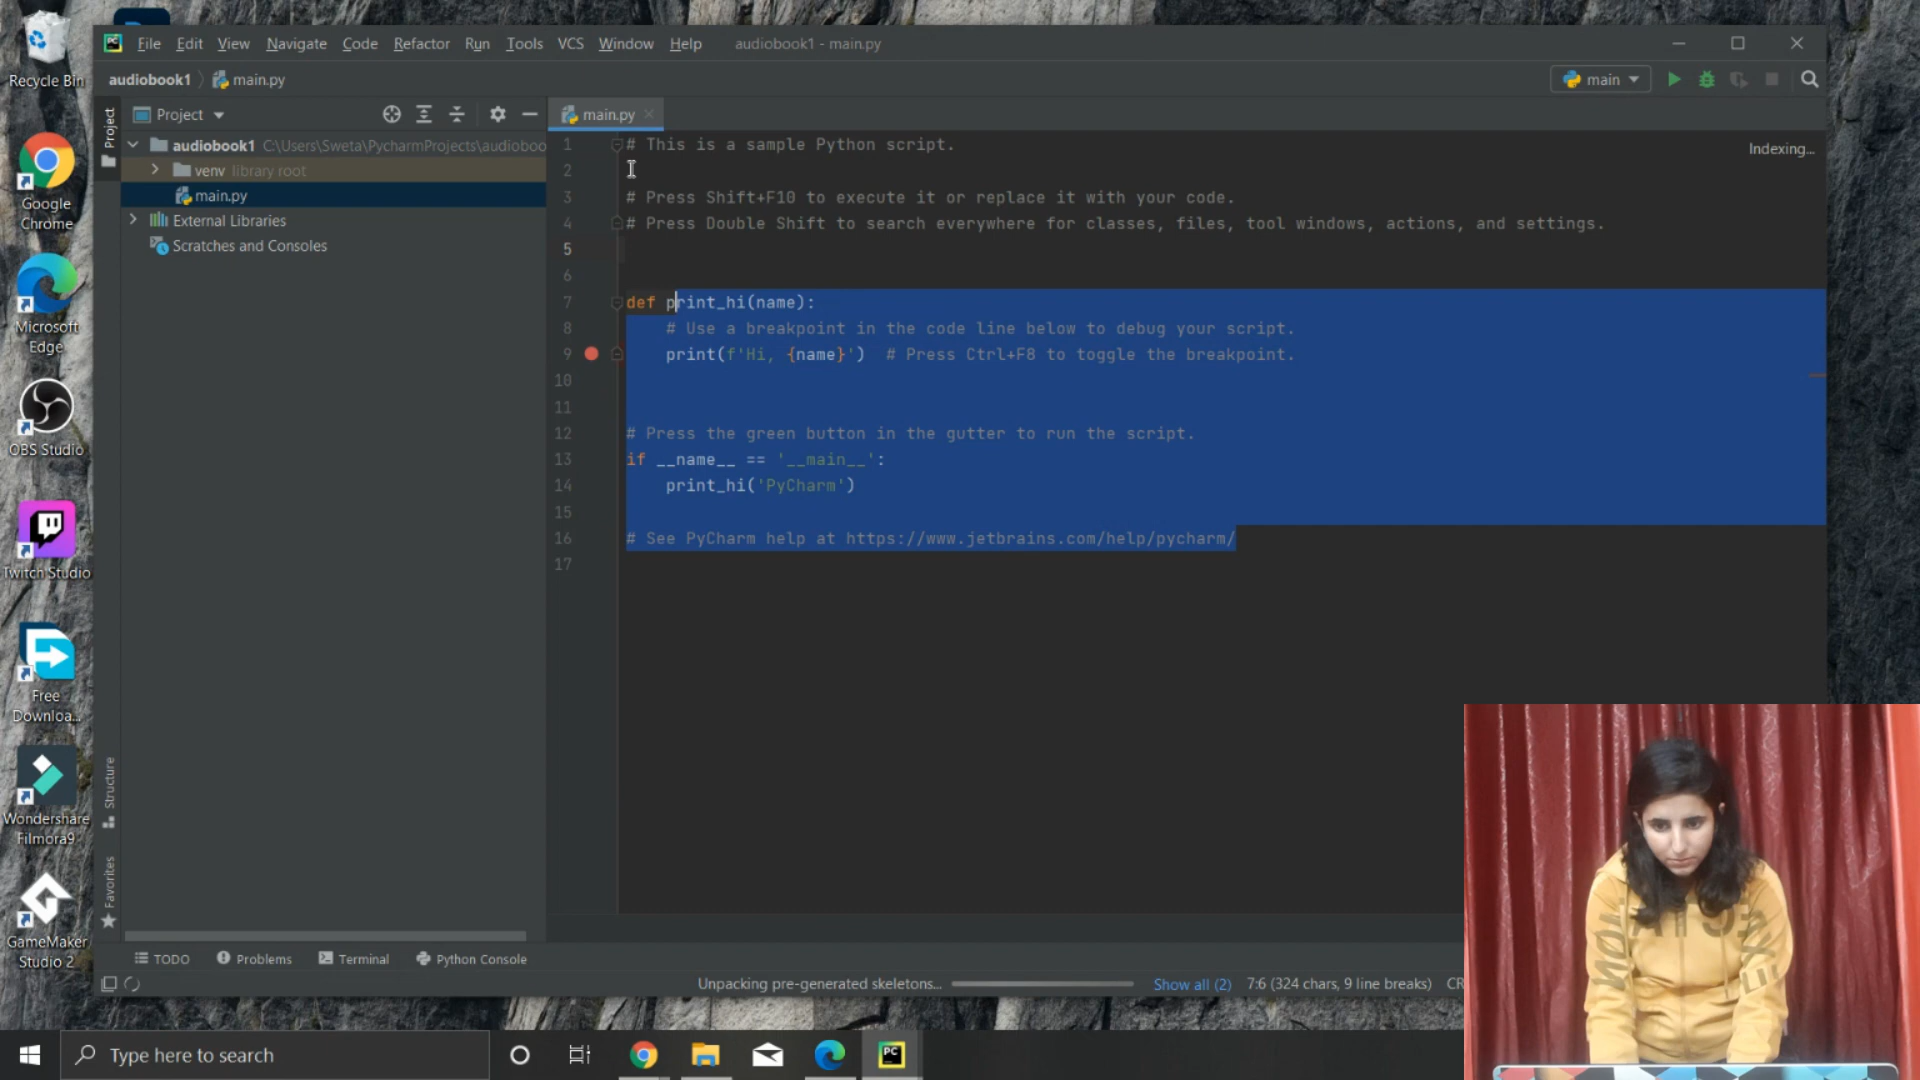 File Edit View Navigate Code Refactor Run Tools VCS Window Help audiobook1 - main.py
audiobook1 main.py main
Project main.py
Project
audiobook1 C:\Users\Sweta\PycharmProjects\audioboo
venv library root
main.py
External Libraries
Scratches and Consoles
Indexing...
1 # This is a sample Python script.
2
3 # Press Shift+F10 to execute it or replace it with your code.
4 # Press Double Shift to search everywhere for classes, files, tool windows, actions, and settings.
5
6
7 def print_hi(name):
8 # Use a breakpoint in the code line below to debug your script.
9 print(f'Hi, {name}') # Press Ctrl+F8 to toggle the breakpoint.
10
11
12 # Press the green button in the gutter to run the script.
13 if __name__ == '__main__':
14 print_hi('PyCharm')
15
16 # See PyCharm help at https://www.jetbrains.com/help/pycharm/
17
Structure
Favorites
TODO Problems Terminal Python Console
Unpacking pre-generated skeletons... Show all (2) 7:6 (324 chars, 9 line breaks) CR
Recycle Bin
Google
Chrome
Microsoft
Edge
OBS Studio
Twitch Studio
Free
Downloa...
Wondershare
Filmora9
GameMaker
Studio 2
Type here to search
PC
PC